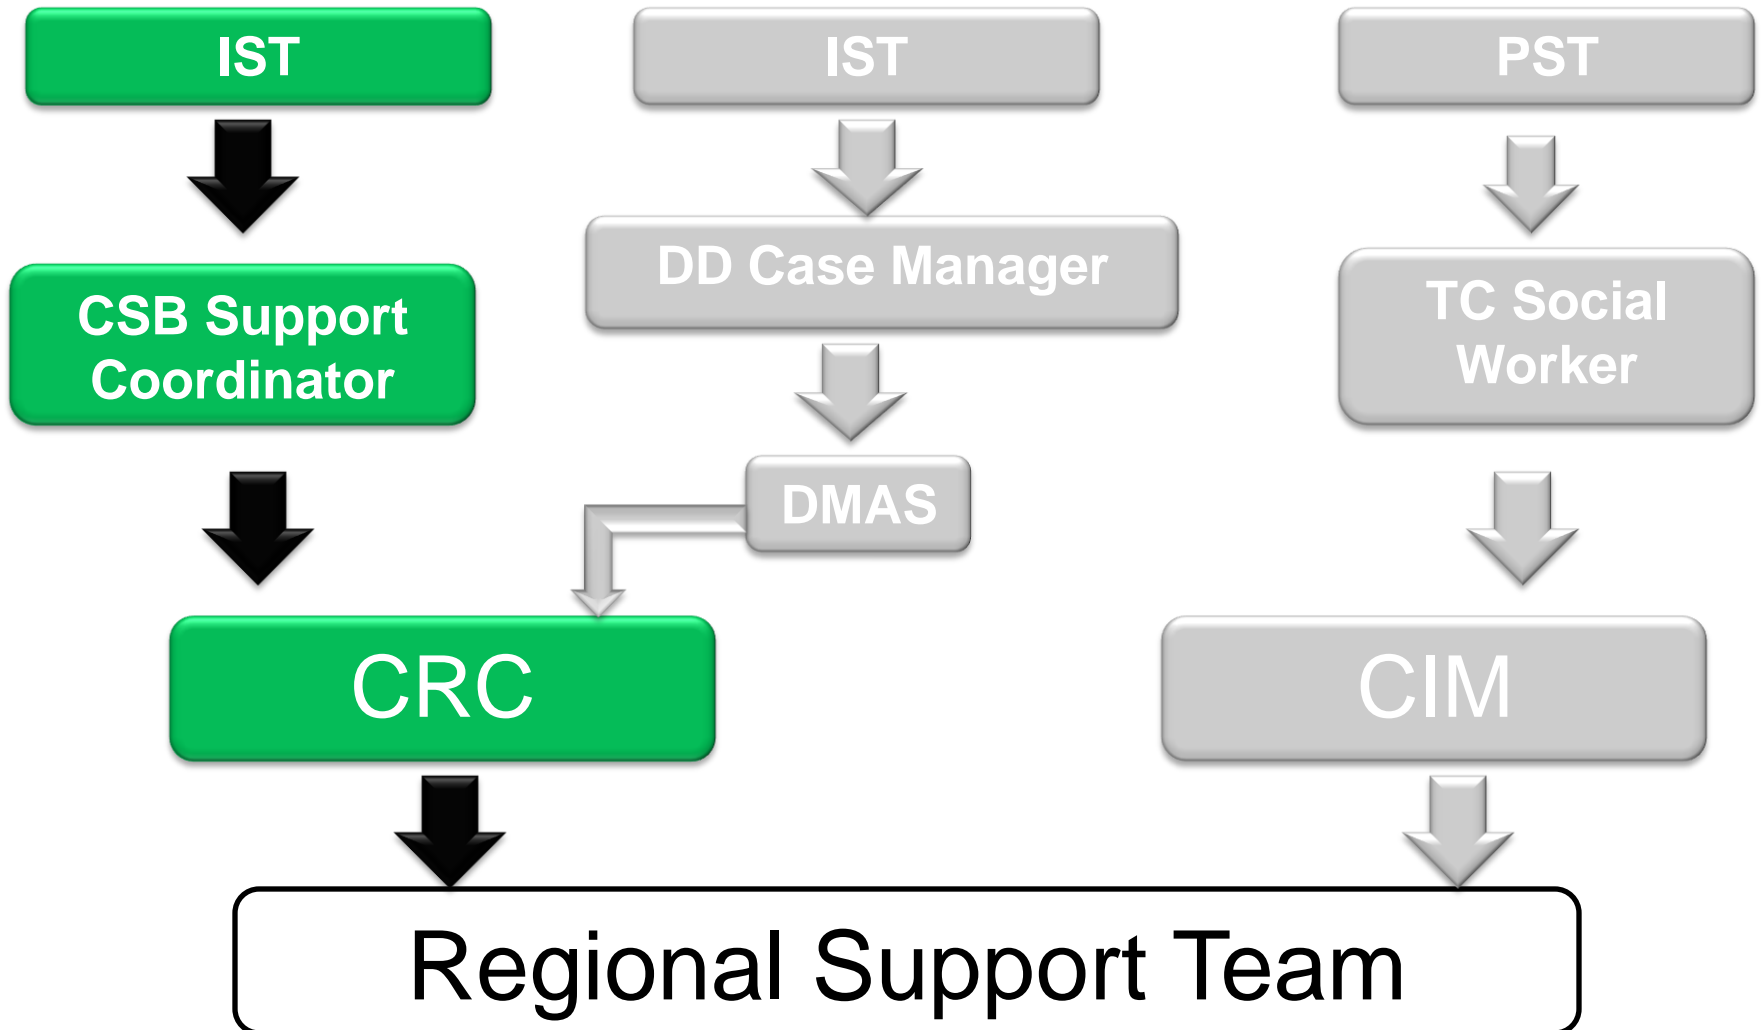 IST
IST
PST
CSB Support
Coordinator
DD Case Manager
TC Social
Worker
DMAS
CRC
CIM
Regional Support Team